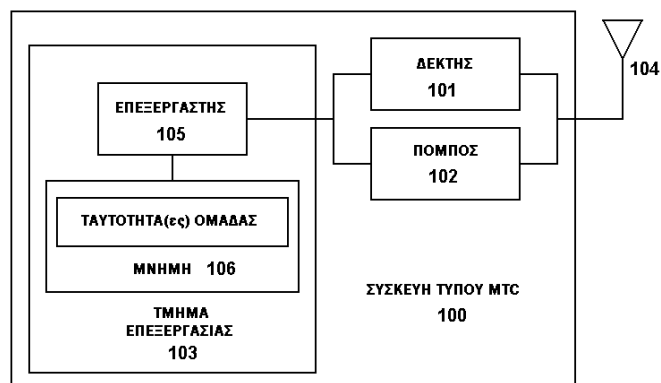 ΔΕΚΤΗΣ
101
104
ΕΠΕΞΕΡΓΑΣΤΗΣ
105
ΠΟΜΠΟΣ
102
ΤΑΥΤΟΤΗΤΑ(ες) ΟΜΑΔΑΣ
ΜΝΗΜΗ 106
ΣΥΣΚΕΥΗ ΤΥΠΟΥ MTC
100
ΤΜΗΜΑ
ΕΠΕΞΕΡΓΑΣΙΑΣ
103